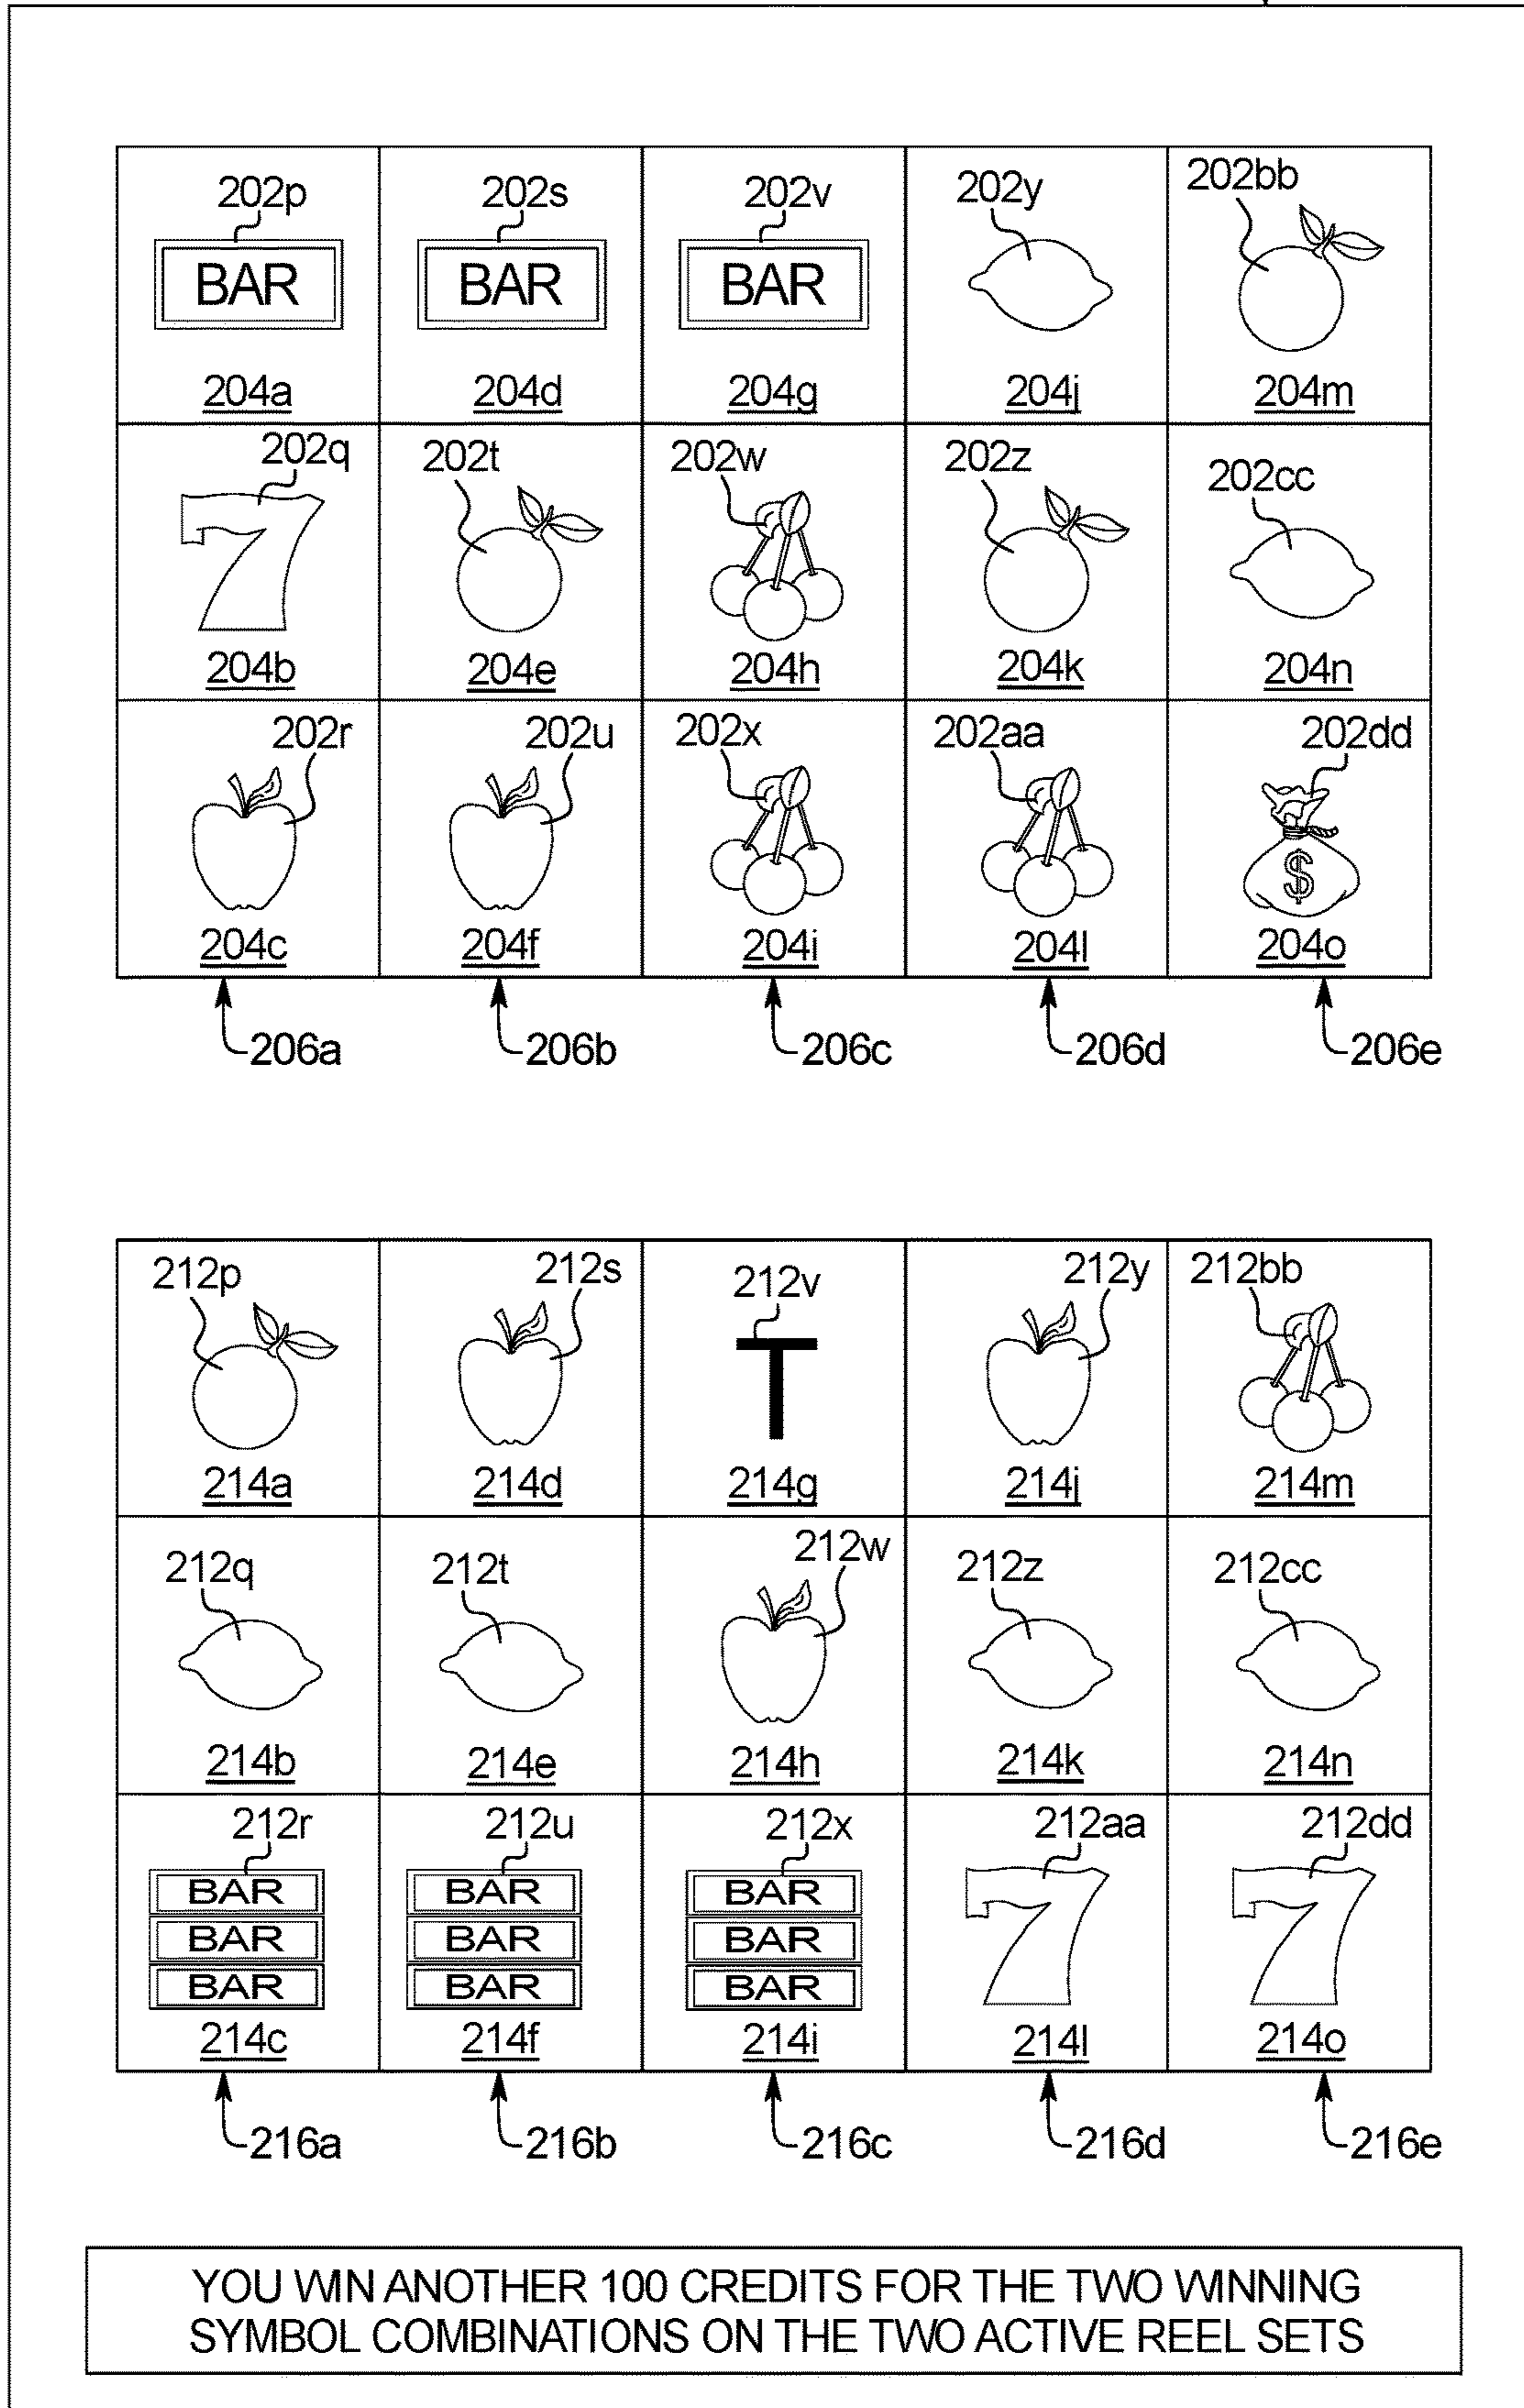 202p 202s 202v 202y 202bb
BAR BAR BAR
204a 204d 204g 204j 204m
202q 202t 202w 202z 202cc
7
204b 204e 204h 204k 204n
202r 202u 202x 202aa 202dd
$
204c 204f 204i 204l 204o
206a 206b 206c 206d 206e
212p 212s 212v 212y 212bb
T
214a 214d 214g 214j 214m
212q 212t 212w 212z 212cc
214b 214e 214h 214k 214n
212r 212u 212x 212aa 212dd
BAR BAR BAR 7 7
BAR BAR BAR
BAR BAR BAR
214c 214f 214i 214l 214o
216a 216b 216c 216d 216e
YOU WIN ANOTHER 100 CREDITS FOR THE TWO WINNING
SYMBOL COMBINATIONS ON THE TWO ACTIVE REEL SETS